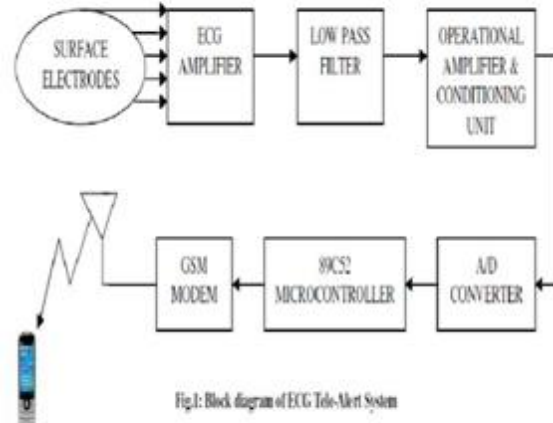 SURFACE
ELECTRODES
ECG
AMPLIFIER
LOW PASS
FILTER
OPERATIONAL
AMPLIFIER &
CONDITIONING
UNIT
GSM
MODEM
89C52
MICROCONTROLLER
A/D
CONVERTER
Fig.1: Block diagram of ECG Tele-Alert System